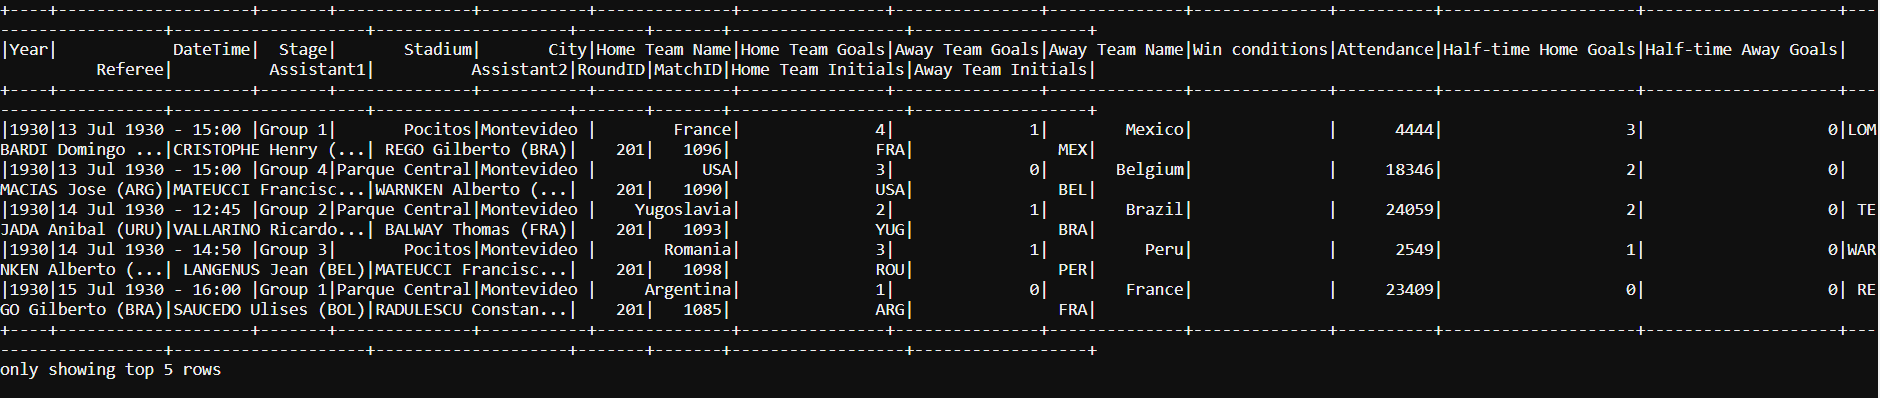 +----+--------------------+-------+--------------+-----------+--------------+---------------+---------------+--------------+--------------+----------+--------------------+--------------------+---
-----------------+--------------------+--------------------+-------+-------+------------------+------------------+
|Year|            DateTime|  Stage|       Stadium|       City|Home Team Name|Home Team Goals|Away Team Goals|Away Team Name|Win conditions|Attendance|Half-time Home Goals|Half-time Away Goals|
          Referee|          Assistant1|          Assistant2|RoundID|MatchID|Home Team Initials|Away Team Initials|
+----+--------------------+-------+--------------+-----------+--------------+---------------+---------------+--------------+--------------+----------+--------------------+--------------------+---
-----------------+--------------------+--------------------+-------+-------+------------------+------------------+
|1930|13 Jul 1930 - 15:00 |Group 1|       Pocitos|Montevideo |        France|              4|              1|        Mexico|              |      4444|                   3|                   0|LOM
BARDI Domingo ...|CRISTOPHE Henry (...| REGO Gilberto (BRA)|    201|   1096|               FRA|               MEX|
|1930|13 Jul 1930 - 15:00 |Group 4|Parque Central|Montevideo |           USA|              3|              0|       Belgium|              |     18346|                   2|                   0|
MACIAS Jose (ARG)|MATEUCCI Francisc...|WARNKEN Alberto (...|    201|   1090|               USA|               BEL|
|1930|14 Jul 1930 - 12:45 |Group 2|Parque Central|Montevideo |    Yugoslavia|              2|              1|        Brazil|              |     24059|                   2|                   0| TE
JADA Anibal (URU)|VALLARINO Ricardo...| BALWAY Thomas (FRA)|    201|   1093|               YUG|               BRA|
|1930|14 Jul 1930 - 14:50 |Group 3|       Pocitos|Montevideo |       Romania|              3|              1|          Peru|              |      2549|                   1|                   0|WAR
NKEN Alberto (...| LANGENUS Jean (BEL)|MATEUCCI Francisc...|    201|   1098|               ROU|               PER|
|1930|15 Jul 1930 - 16:00 |Group 1|Parque Central|Montevideo |     Argentina|              1|              0|        France|              |     23409|                   0|                   0| RE
GO Gilberto (BRA)|SAUCEDO Ulises (BOL)|RADULESCU Constan...|    201|   1085|               ARG|               FRA|
+----+--------------------+-------+--------------+-----------+--------------+---------------+---------------+--------------+--------------+----------+--------------------+--------------------+---
-----------------+--------------------+--------------------+-------+-------+------------------+------------------+
only showing top 5 rows